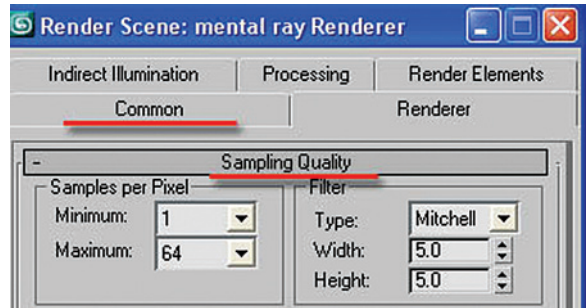 Render Scene: mental ray Renderer
Indirect Illumination Processing Render Elements
Common Renderer
- Sampling Quality
Samples per Pixel Filter
Minimum: 1 Type: Mitchell
Maximum: 64 Width: 5.0
Height: 5.0